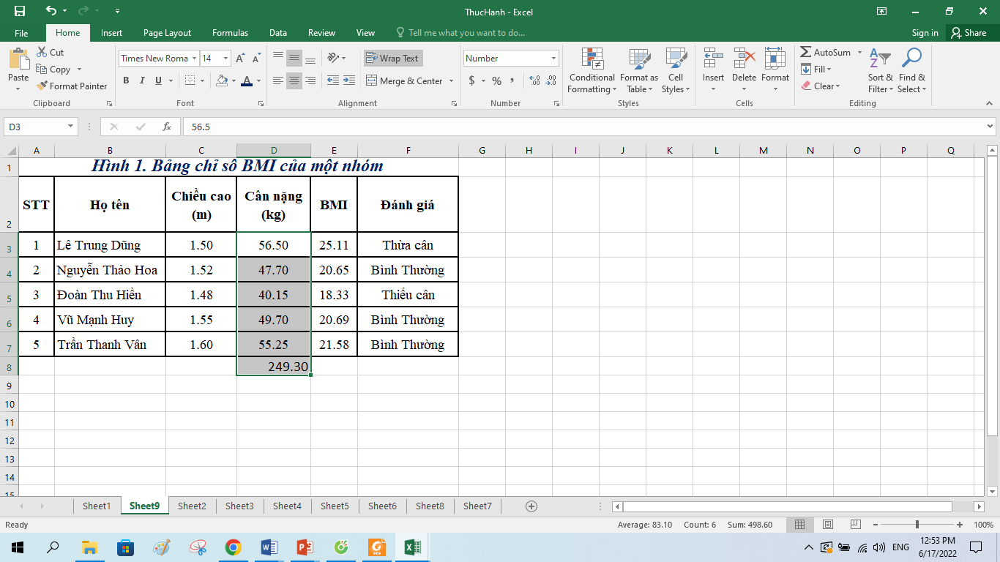 ThucHanh - Excel
File Home Insert Page Layout Formulas Data Review View Tell me what you want to do... Sign in Share
Paste Cut Copy Format Painter
Times New Roma 14
B I U A
Wrap Text
Merge & Center
Number
$ % ,
Conditional Formatting Format as Table Cell Styles
Insert Delete Format
AutoSum Fill Clear
Sort & Filter Find & Select
Clipboard Font Alignment Number Styles Cells Editing
D3 fx 56.5
A B C D E F G H I J K L M N O P Q
1 Hình 1. Bảng chỉ số BMI của một nhóm
2 STT Họ tên Chiều cao (m) Cân nặng (kg) BMI Đánh giá
3 1 Lê Trung Dũng 1.50 56.50 25.11 Thừa cân
4 2 Nguyễn Thảo Hoa 1.52 47.70 20.65 Bình Thường
5 3 Đoàn Thu Hiền 1.48 40.15 18.33 Thiếu cân
6 4 Vũ Mạnh Huy 1.55 49.70 20.69 Bình Thường
7 5 Trần Thanh Vân 1.60 55.25 21.58 Bình Thường
8 249.30
9
10
11
12
13
14
15
Sheet1 Sheet9 Sheet2 Sheet3 Sheet4 Sheet5 Sheet6 Sheet8 Sheet7
Ready Average: 83.10 Count: 6 Sum: 498.60 100%
ENG 12:53 PM
6/17/2022